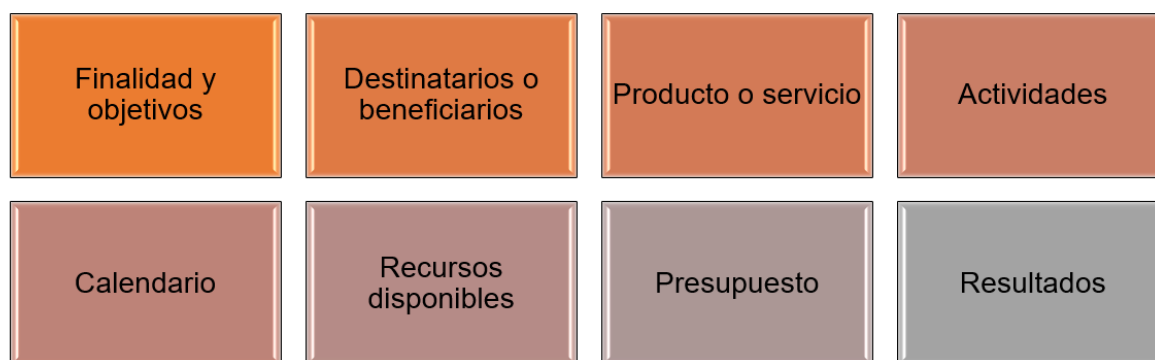 Finalidad y
objetivos
Destinatarios o
beneficiarios
Producto o servicio
Actividades
Calendario
Recursos
disponibles
Presupuesto
Resultados